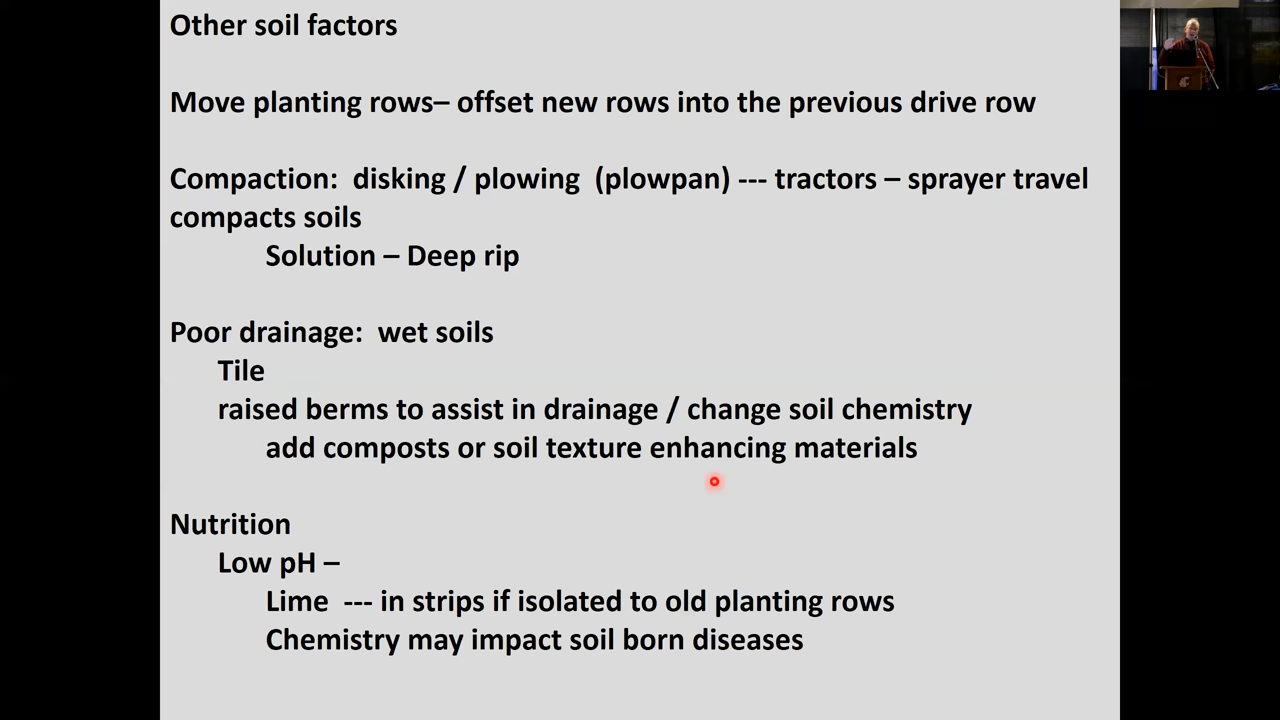 Other soil factors
Move planting rows– offset new rows into the previous drive row
Compaction:  disking / plowing  (plowpan) --- tractors – sprayer travel
compacts soils
Solution – Deep rip
Poor drainage:  wet soils
Tile
raised berms to assist in drainage / change soil chemistry
add composts or soil texture enhancing materials
Nutrition
Low pH –
Lime  --- in strips if isolated to old planting rows
Chemistry may impact soil born diseases